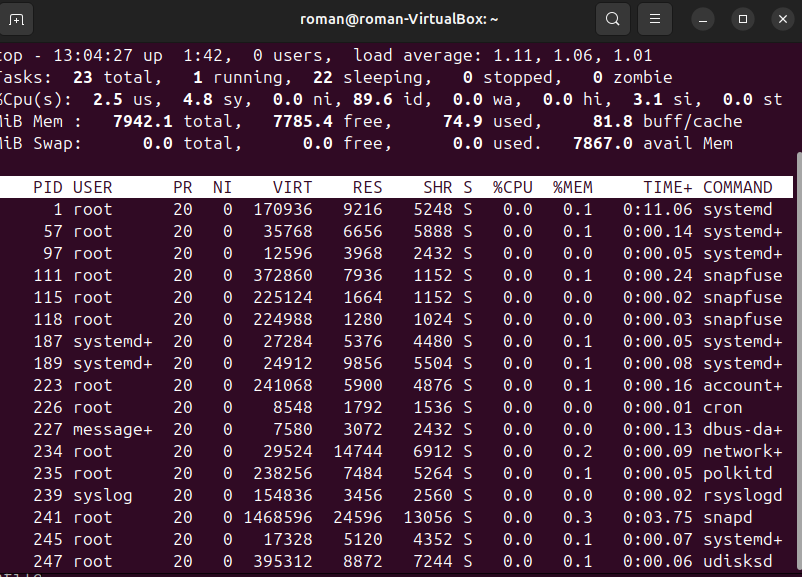 roman@roman-VirtualBox: ~
top - 13:04:27 up  1:42,  0 users,  load average: 1.11, 1.06, 1.01
Tasks:  23 total,   1 running,  22 sleeping,   0 stopped,   0 zombie
%Cpu(s):  2.5 us,  4.8 sy,  0.0 ni, 89.6 id,  0.0 wa,  0.0 hi,  3.1 si,  0.0 st
MiB Mem :   7942.1 total,   7785.4 free,     74.9 used,     81.8 buff/cache
MiB Swap:      0.0 total,      0.0 free,      0.0 used.   7867.0 avail Mem
PID USER      PR  NI    VIRT    RES    SHR S  %CPU  %MEM     TIME+ COMMAND
1 root      20   0  170936   9216   5248 S   0.0   0.1   0:11.06 systemd
57 root      20   0   35768   6656   5888 S   0.0   0.1   0:00.14 systemd+
97 root      20   0   12596   3968   2432 S   0.0   0.0   0:00.05 systemd+
111 root      20   0  372860   7936   1152 S   0.0   0.1   0:00.24 snapfuse
115 root      20   0  225124   1664   1152 S   0.0   0.0   0:00.02 snapfuse
118 root      20   0  224988   1280   1024 S   0.0   0.0   0:00.03 snapfuse
187 systemd+  20   0   27284   5376   4480 S   0.0   0.1   0:00.05 systemd+
189 systemd+  20   0   24912   9856   5504 S   0.0   0.1   0:00.08 systemd+
223 root      20   0  241068   5900   4876 S   0.0   0.1   0:00.16 account+
226 root      20   0    8548   1792   1536 S   0.0   0.0   0:00.01 cron
227 message+  20   0    7580   3072   2432 S   0.0   0.0   0:00.13 dbus-da+
234 root      20   0   29524  14744   6912 S   0.0   0.2   0:00.09 network+
235 root      20   0  238256   7484   5264 S   0.0   0.1   0:00.05 polkitd
239 syslog    20   0  154836   3456   2560 S   0.0   0.0   0:00.02 rsyslogd
241 root      20   0 1468596  24596  13056 S   0.0   0.3   0:03.75 snapd
245 root      20   0   17328   5120   4352 S   0.0   0.1   0:00.07 systemd+
247 root      20   0  395312   8872   7244 S   0.0   0.1   0:00.06 udisksd